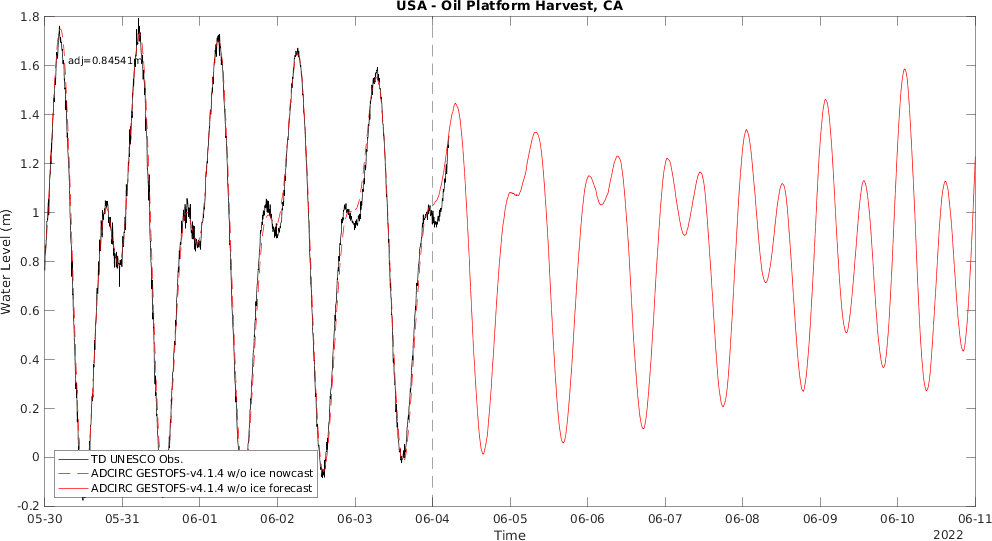 USA - Oil Platform Harvest, CA
adj=0.84541m
Water Level (m)
1.8
1.6
1.4
1.2
1
0.8
0.6
0.4
0.2
0
-0.2
TD UNESCO Obs.
ADCIRC GESTOFS-v4.1.4 w/o ice nowcast
ADCIRC GESTOFS-v4.1.4 w/o ice forecast
05-30 05-31 06-01 06-02 06-03 06-04 06-05 06-06 06-07 06-08 06-09 06-10 06-11
Time
2022